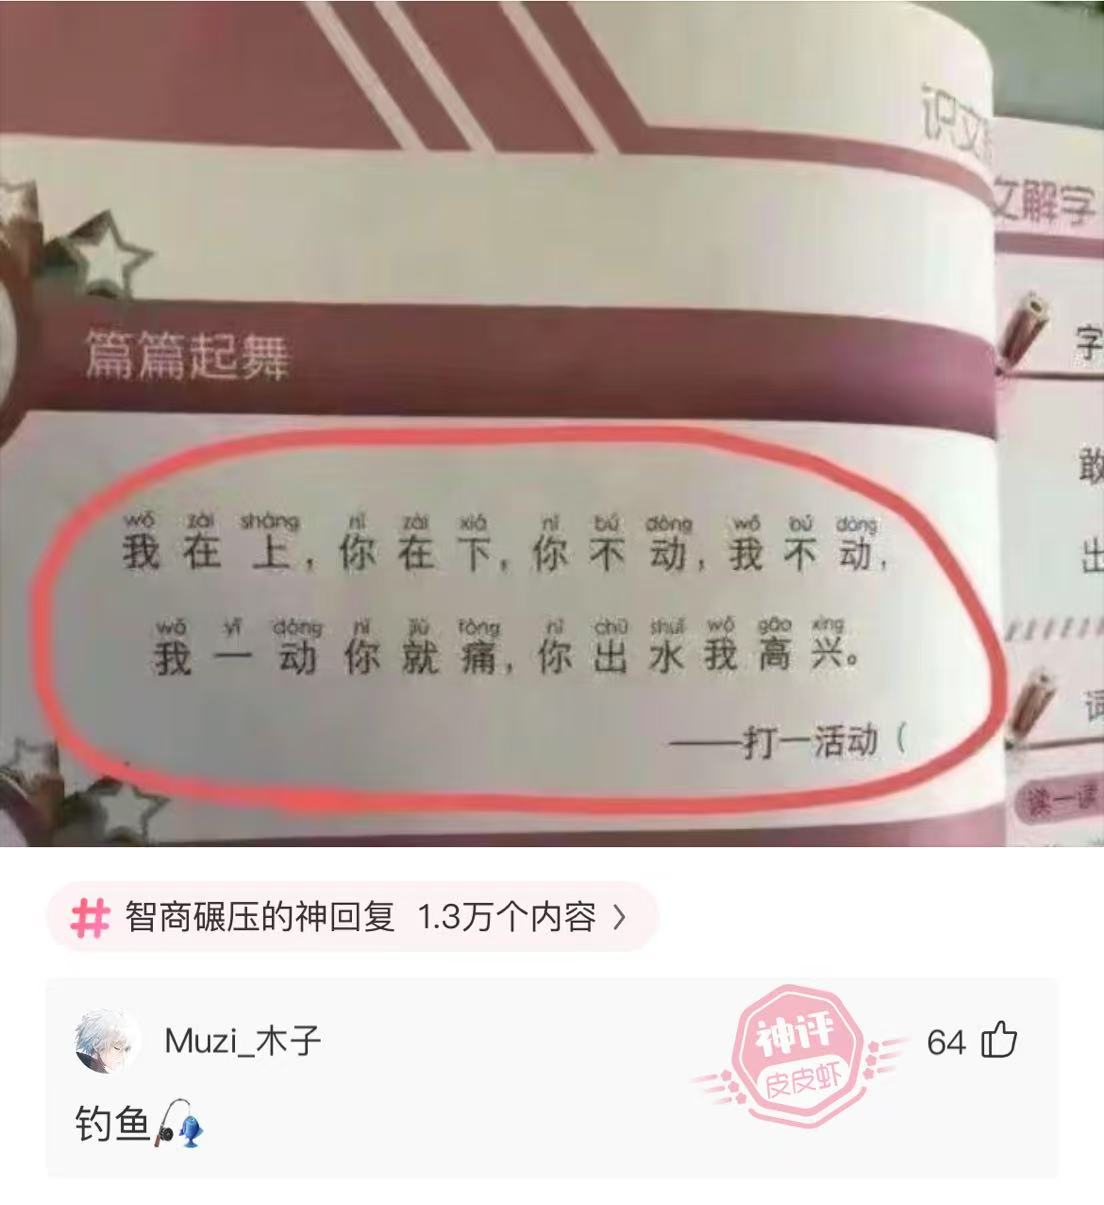 识文
文解字
字
篇篇起舞
敢
出
wǒ zài shàng nǐ zài xià nǐ bú dòng wǒ bú dòng
我在上，你在下，你不动，我不动，
wǒ yī dòng nǐ jiù tòng nǐ chū shuǐ wǒ gāo xìng
我一动你就痛，你出水我高兴。
——打一活动（
词
读一读
智商碾压的神回复 1.3万个内容 >
Muzi_木子
神评
皮皮虾
64
钓鱼🎣